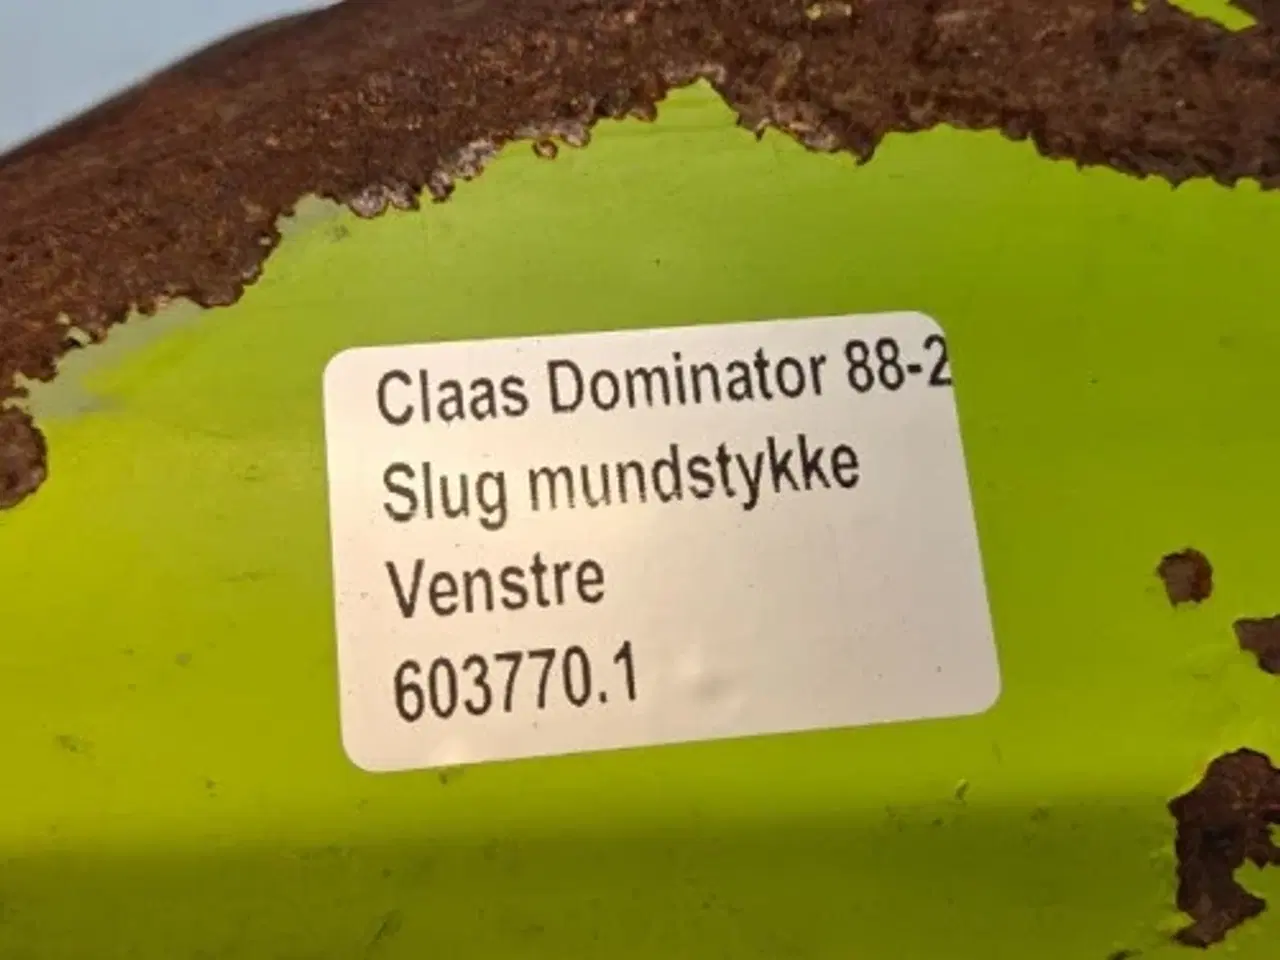 Claas Dominator 88-2
Slug mundstykke
Venstre
603770.1